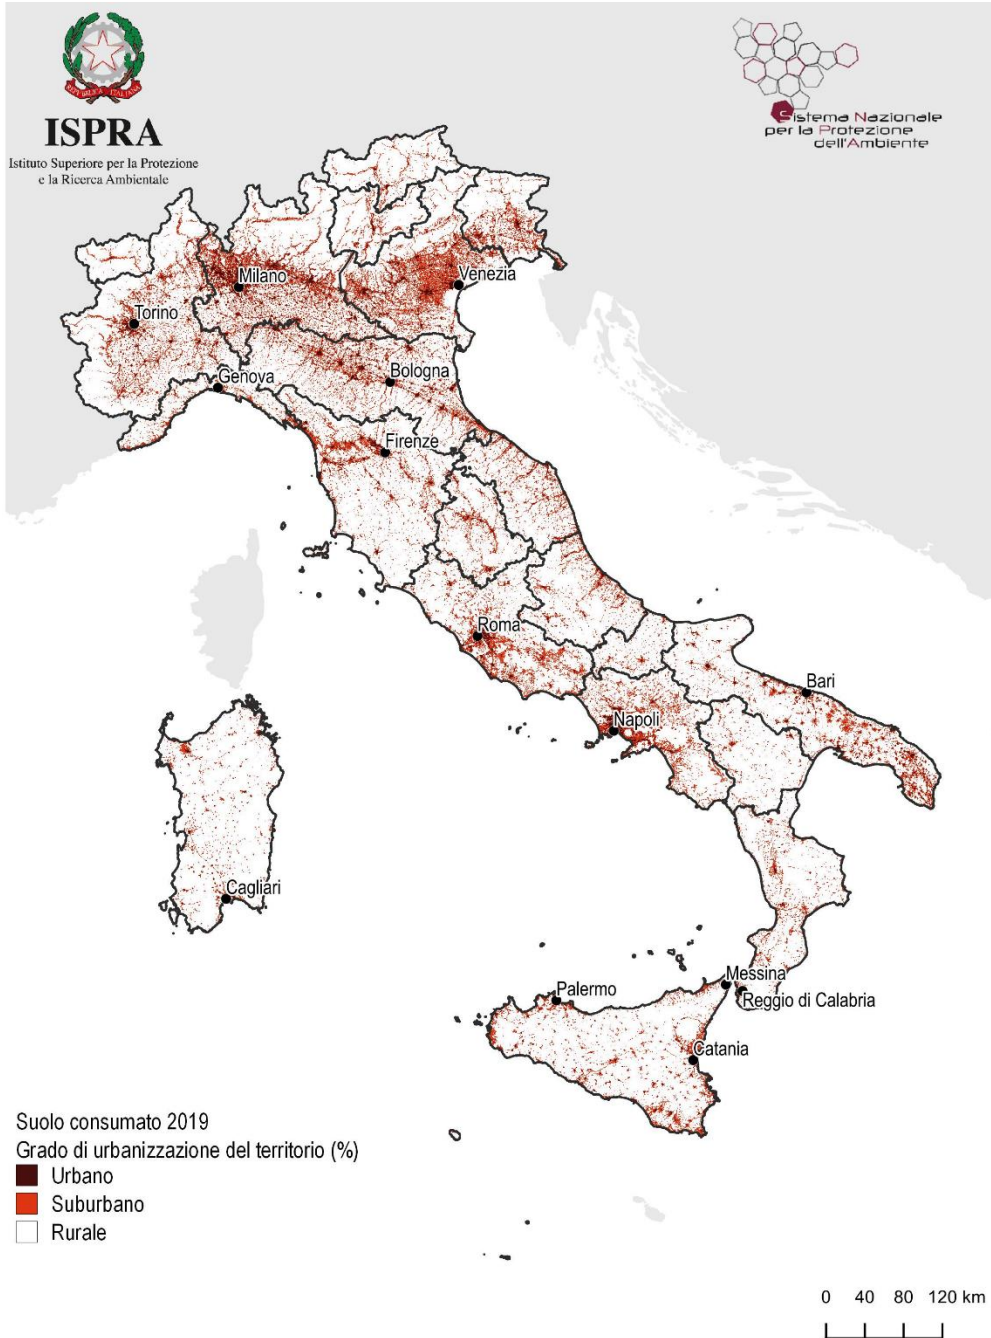 REPVBBLICA ITALIANA
ISPRA
Istituto Superiore per la Protezione
e la Ricerca Ambientale
Sistema Nazionale
per la Protezione
dell'Ambiente
Milano
Venezia
Torino
Genova
Bologna
Firenze
Roma
Bari
Napoli
Cagliari
Messina
Palermo
Reggio di Calabria
Catania
Suolo consumato 2019
Grado di urbanizzazione del territorio (%)
Urbano
Suburbano
Rurale
0 40 80 120 km